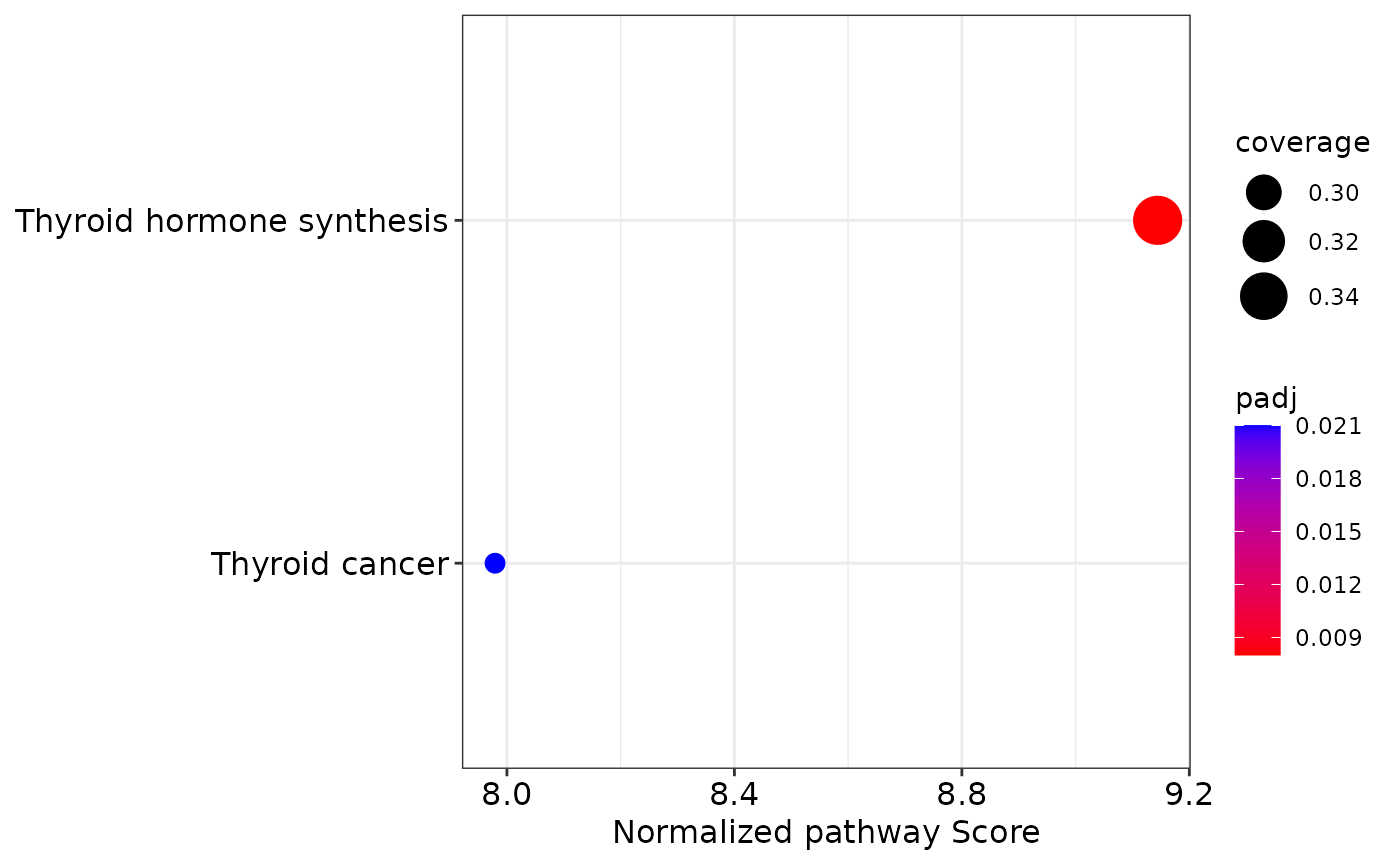 Thyroid hormone synthesis
Thyroid cancer
8.0
8.4
8.8
9.2
Normalized pathway Score
coverage
0.30
0.32
0.34
padj
0.021
0.018
0.015
0.012
0.009